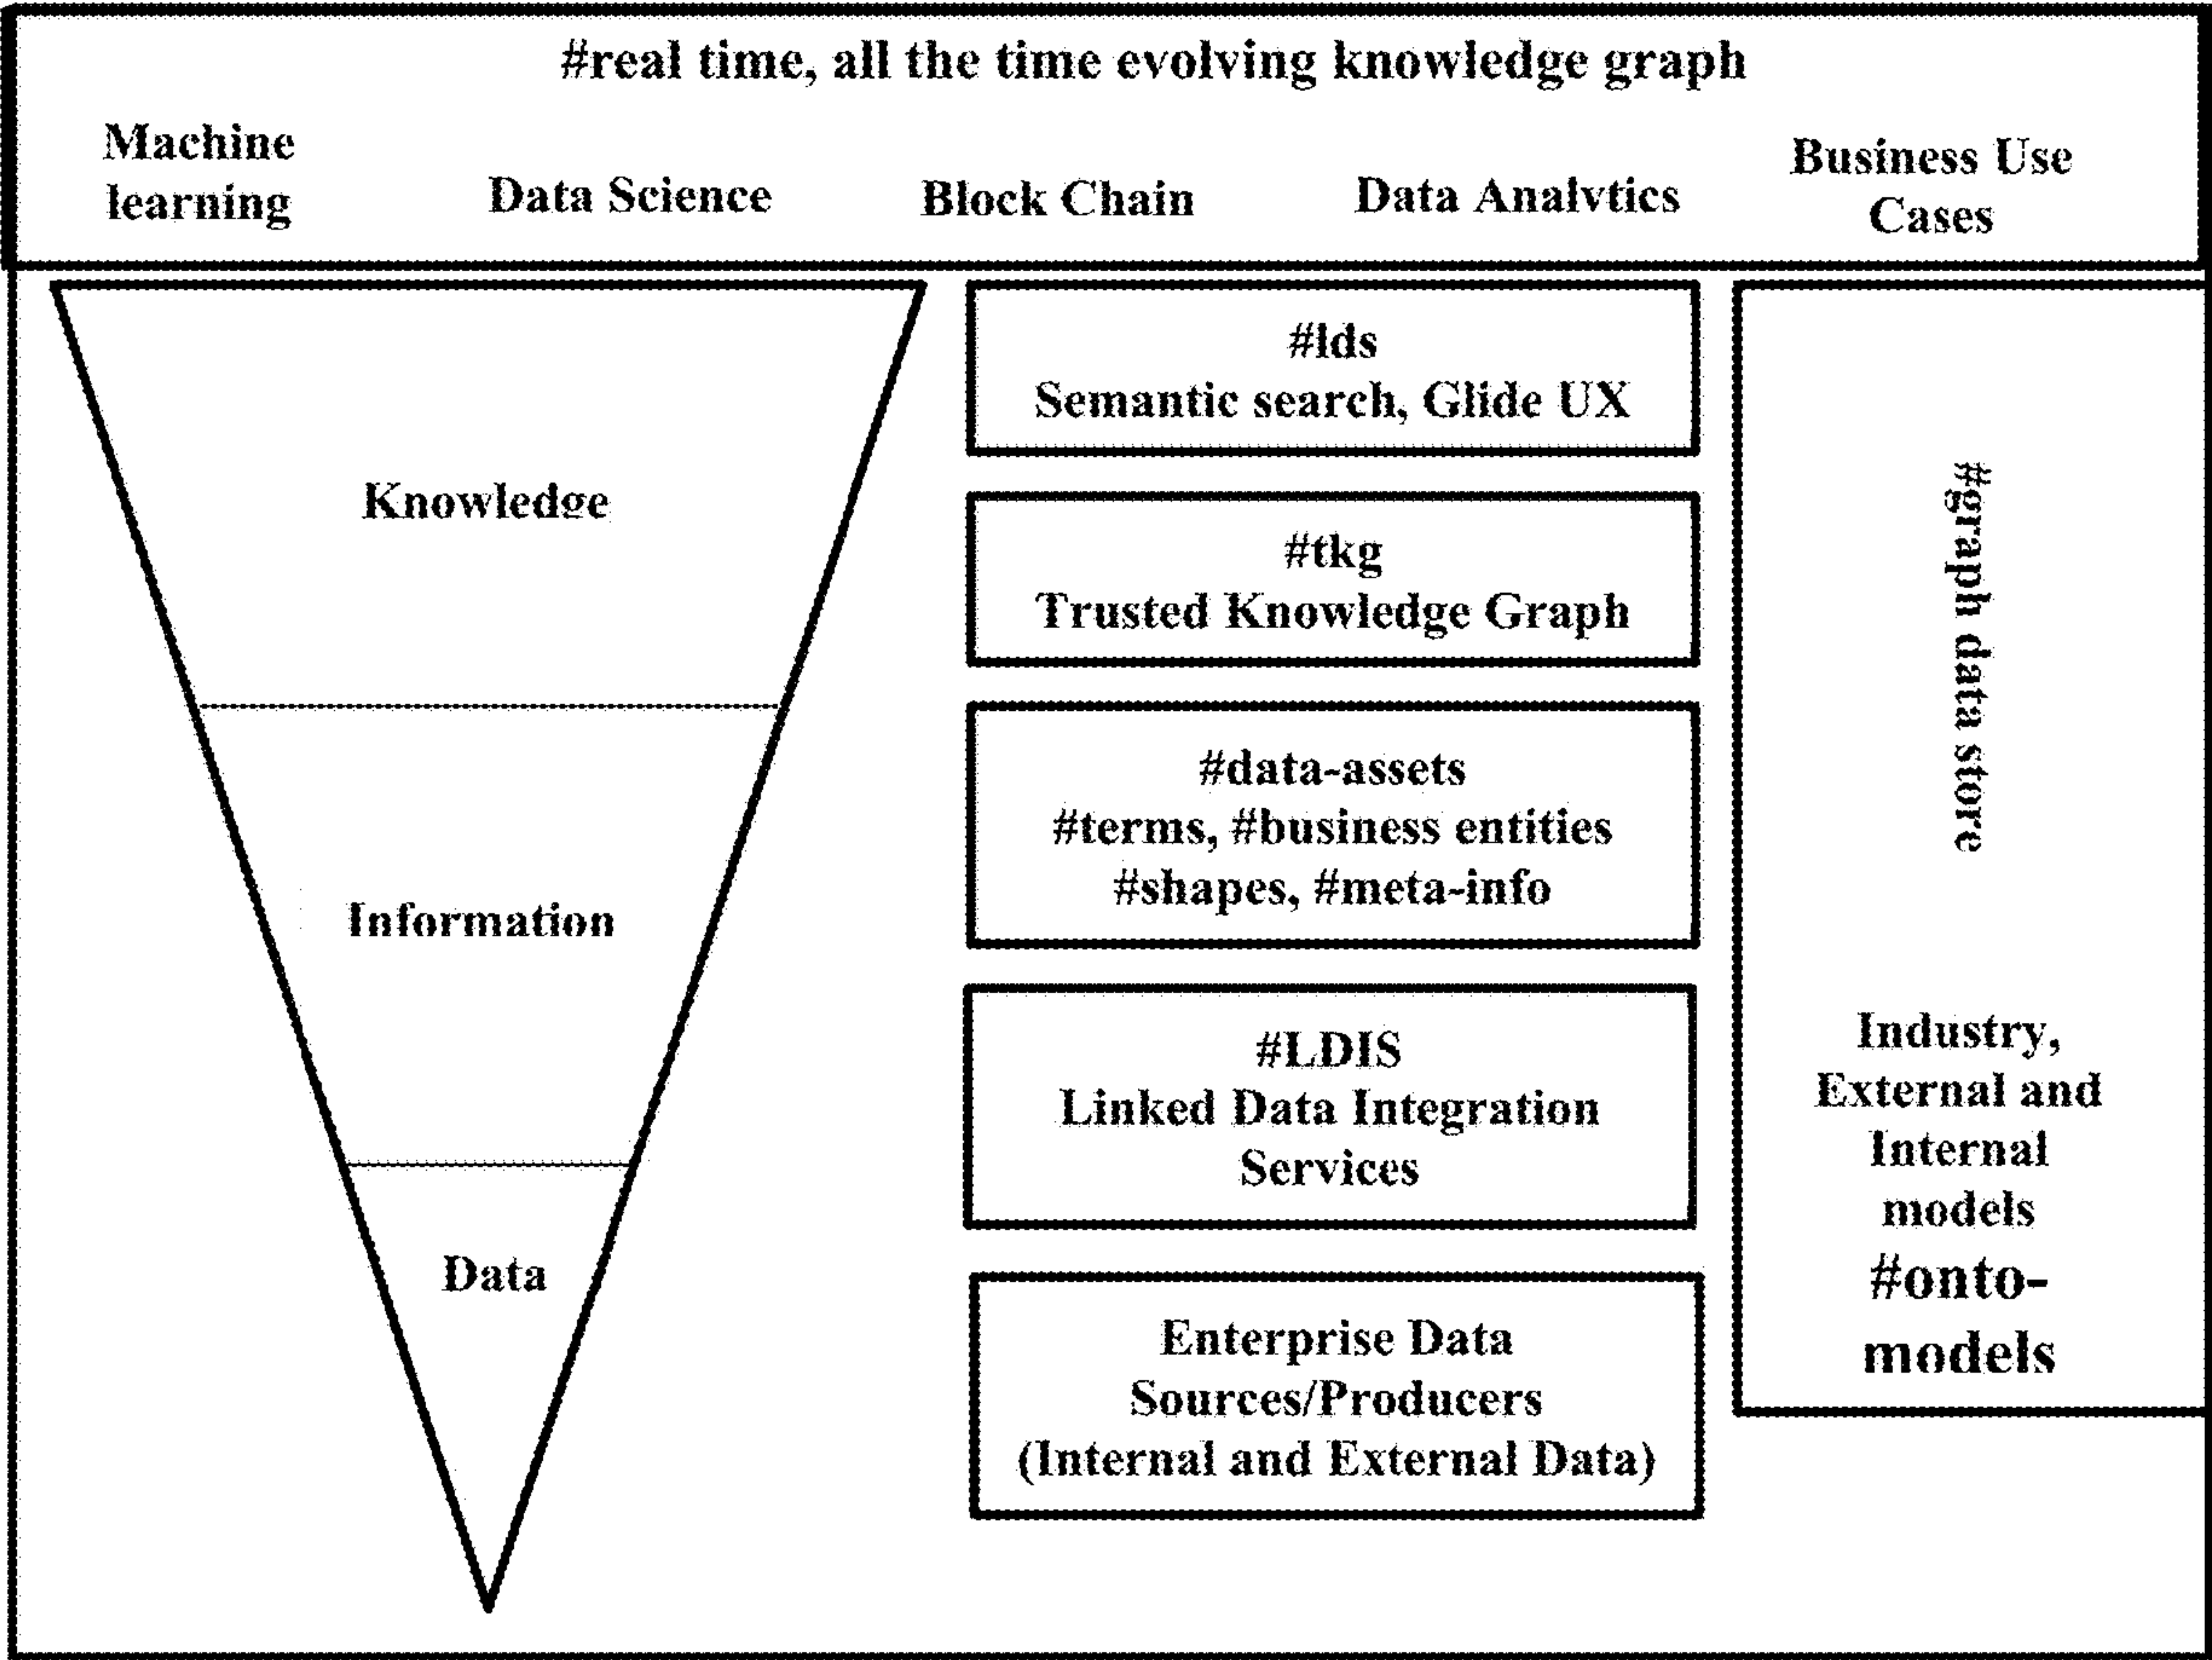 #real time, all the time evolving knowledge graph
Machine
learning
Data Science
Block Chain
Data Analytics
Business Use
Cases
Knowledge
Information
Data
#lds
Semantic search, Glide UX
#tkg
Trusted Knowledge Graph
#data-assets
#terms, #business entities
#shapes, #meta-info
#LDIS
Linked Data Integration
Services
Enterprise Data
Sources/Producers
(Internal and External Data)
#graph data store
Industry,
External and
Internal
models
#onto-
models